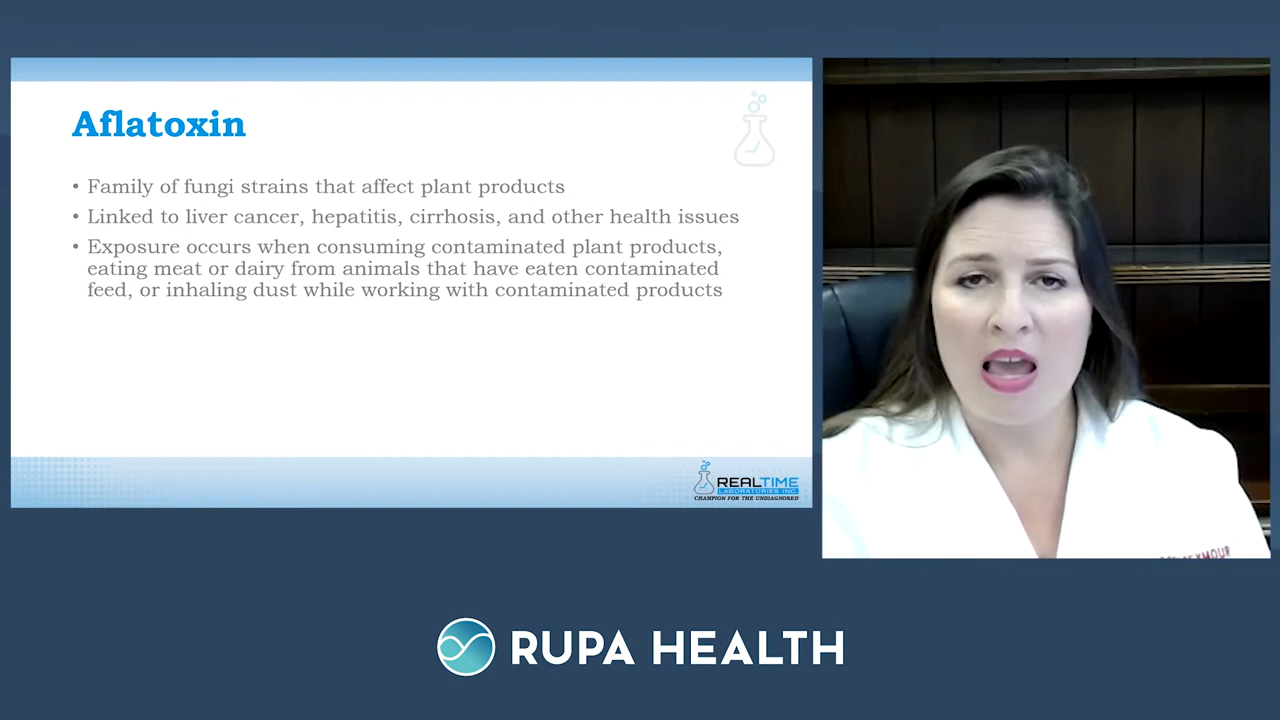 Aflatoxin
• Family of fungi strains that affect plant products
• Linked to liver cancer, hepatitis, cirrhosis, and other health issues
• Exposure occurs when consuming contaminated plant products,
eating meat or dairy from animals that have eaten contaminated
feed, or inhaling dust while working with contaminated products
REALTIME
LABORATORIES INC.
CHAMPION FOR THE UNDIAGNOSED
RUPA HEALTH